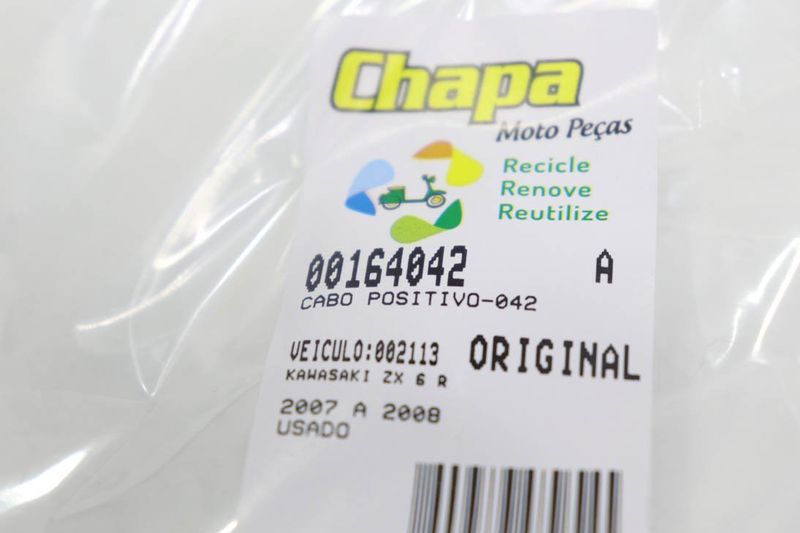 Chapa
Moto Peças
Recicle
Renove
Reutilize
00164042 A
CABO POSITIVO-042
VEICULO:002113 ORIGINAL
KAWASAKI ZX 6 R
2007 A 2008
USADO